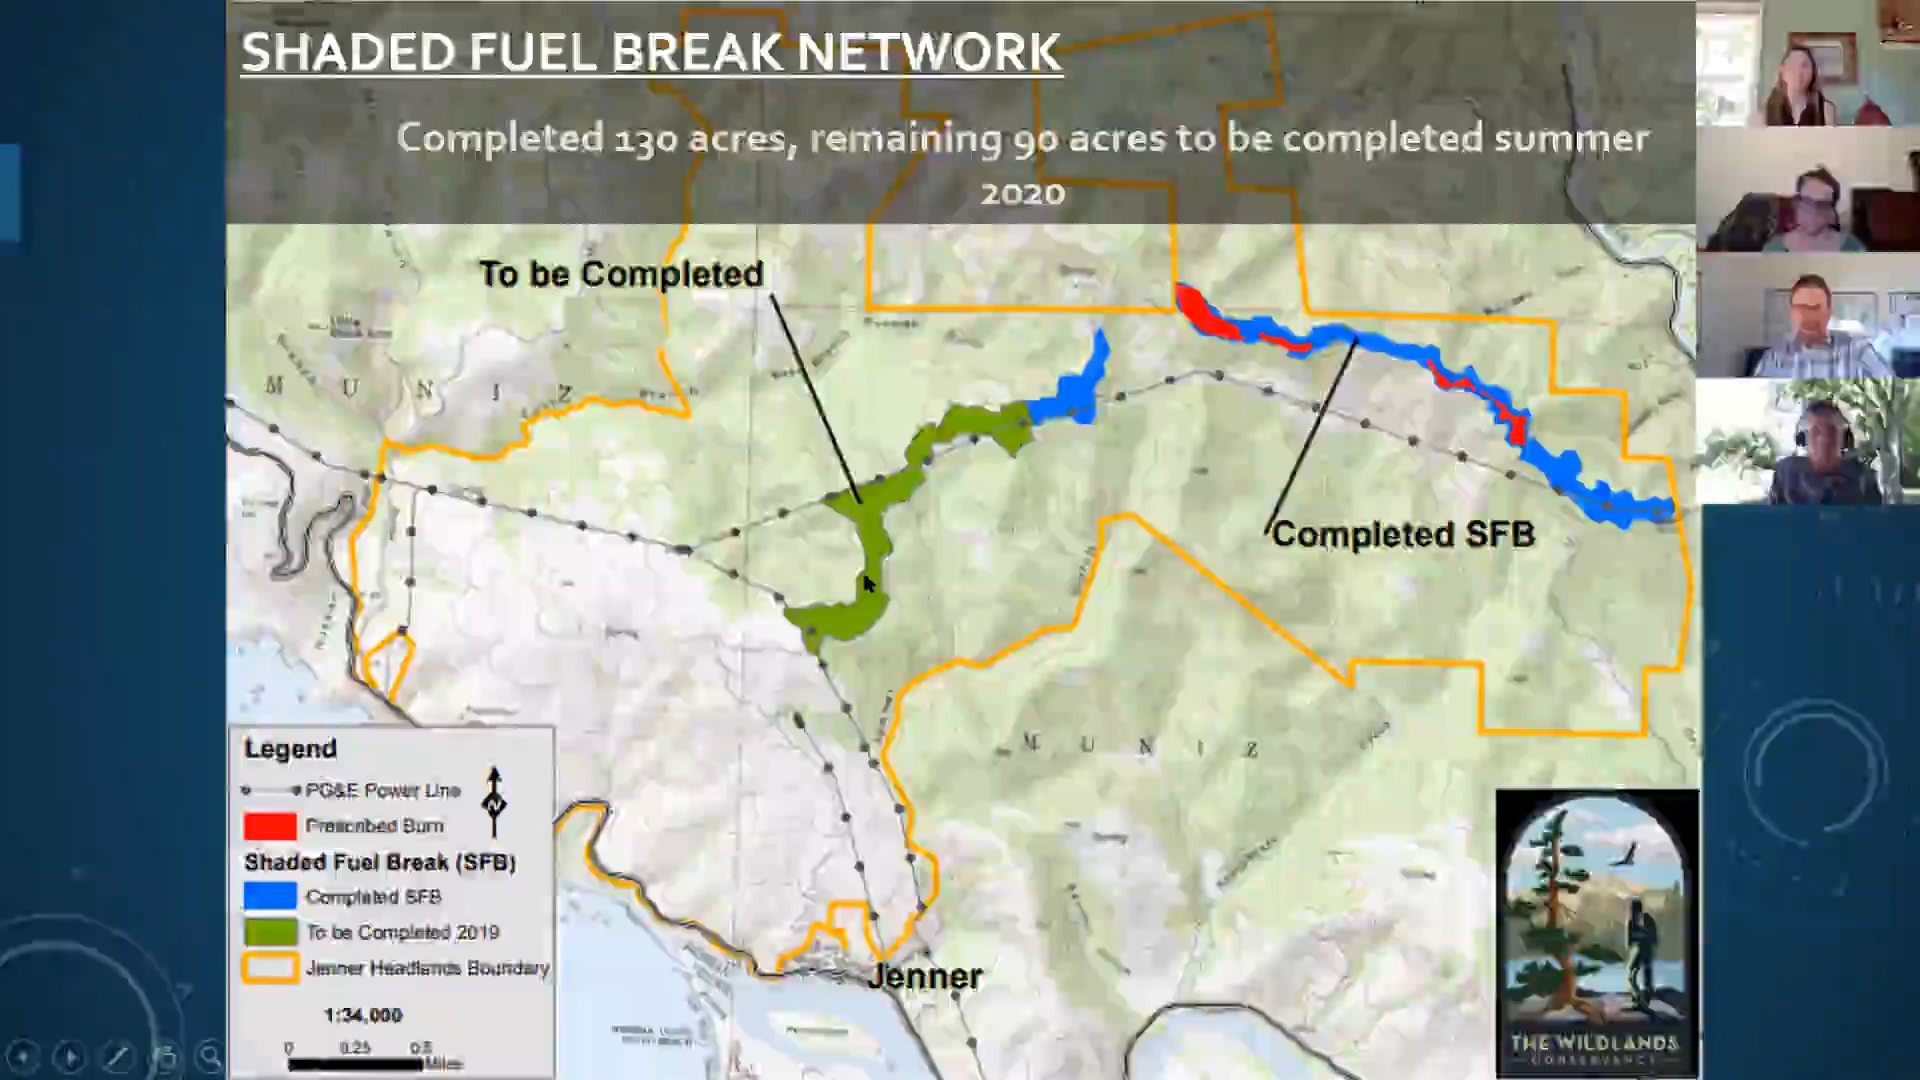 SHADED FUEL BREAK NETWORK
Completed 130 acres, remaining 90 acres to be completed summer
2020
To be Completed
M U N I Z
Completed SFB
M U N I Z
Legend
PG&E Power Line
N
Prescribed Burn
Shaded Fuel Break (SFB)
Completed SFB
To be Completed 2019
Jenner Headlands Boundary
1:34,000
0 0.25 0.5
Miles
Jenner
THE WILDLANDS
CONSERVANCY